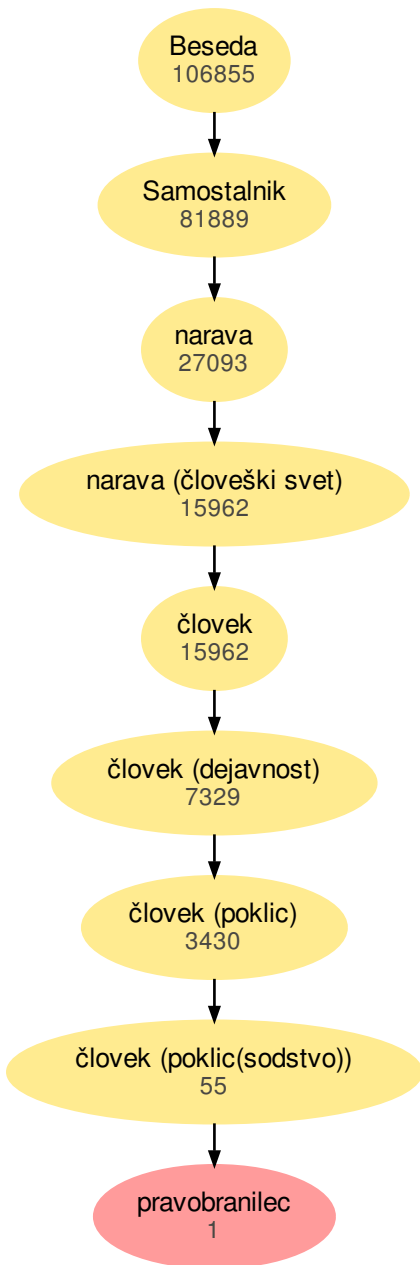 Beseda
106855
Samostalnik
81889
narava
27093
narava (človeški svet)
15962
človek
15962
človek (dejavnost)
7329
človek (poklic)
3430
človek (poklic(sodstvo))
55
pravobranilec
1